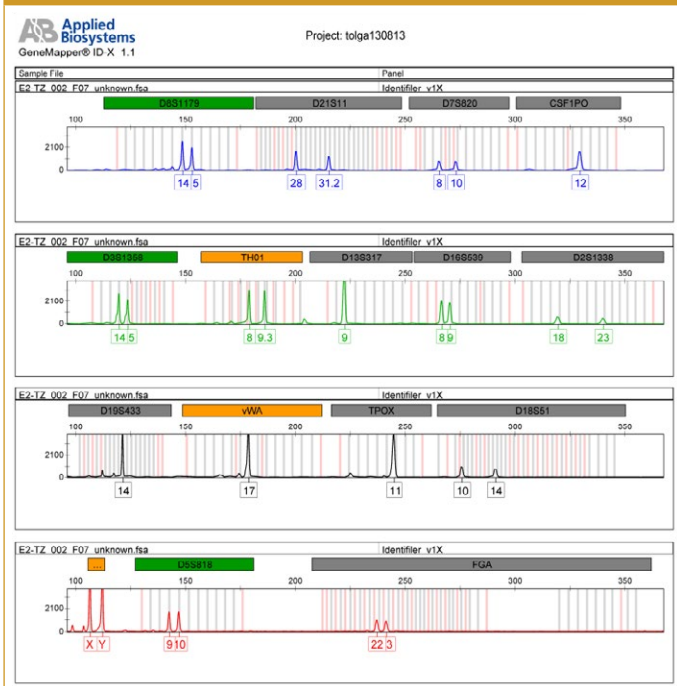 AB Applied
Biosystems
GeneMapper® ID-X 1.1
Project: tolga130813
Sample File Panel
E2-TZ_002_F07_unknown.fsa Identifiler_v1X
D8S1179 D21S11 D7S820 CSF1PO
100 150 200 250 300 350
2100
0
14 5 28 31.2 8 10 12
E2-TZ_002_F07_unknown.fsa Identifiler_v1X
D3S1358 TH01 D13S317 D16S539 D2S1338
100 150 200 250 300 350
2100
0
14 5 8 9.3 9 8 9 18 23
E2-TZ_002_F07_unknown.fsa Identifiler_v1X
D19S433 vWA TPOX D18S51
100 150 200 250 300 350
2100
0
14 17 11 10 14
E2-TZ_002_F07_unknown.fsa Identifiler_v1X
... D5S818 FGA
100 150 200 250 300 350
2100
0
X Y 9 10 22 3